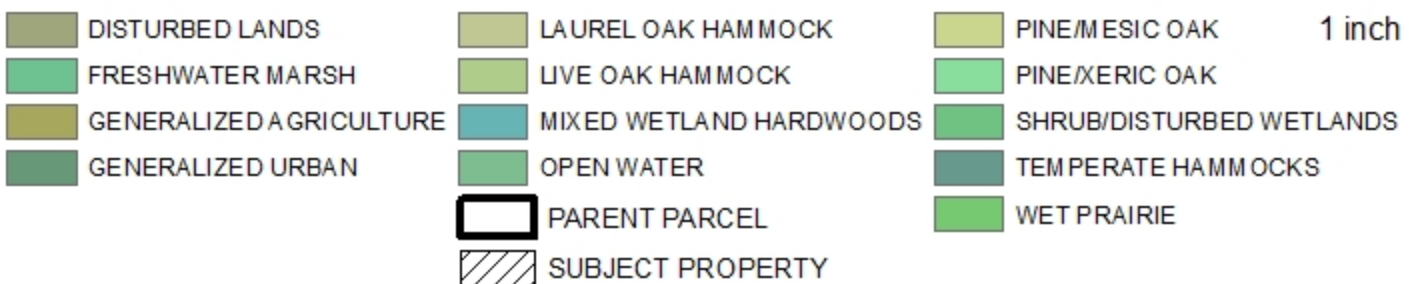 DISTURBED LANDS
FRESHWATER MARSH
GENERALIZED AGRICULTURE
GENERALIZED URBAN
LAUREL OAK HAMMOCK
LIVE OAK HAMMOCK
MIXED WETLAND HARDWOODS
OPEN WATER
PARENT PARCEL
SUBJECT PROPERTY
PINE/MESIC OAK
PINE/XERIC OAK
SHRUB/DISTURBED WETLANDS
TEMPERATE HAMMOCKS
WET PRAIRIE
1 inch